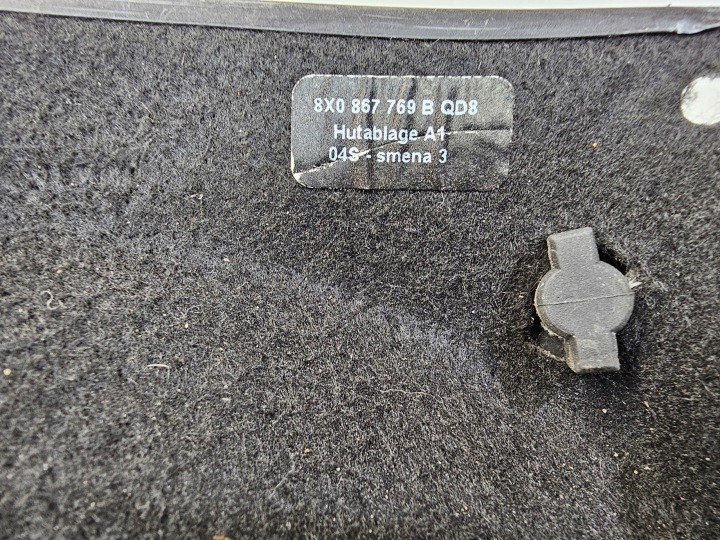 8X0 867 769 B QD8
Hutablage A1
04S - smena 3